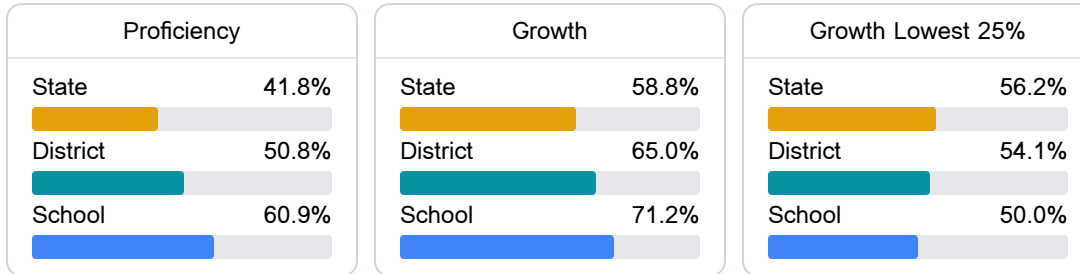 Proficiency
State 41.8%
District 50.8%
School 60.9%
Growth
State 58.8%
District 65.0%
School 71.2%
Growth Lowest 25%
State 56.2%
District 54.1%
School 50.0%